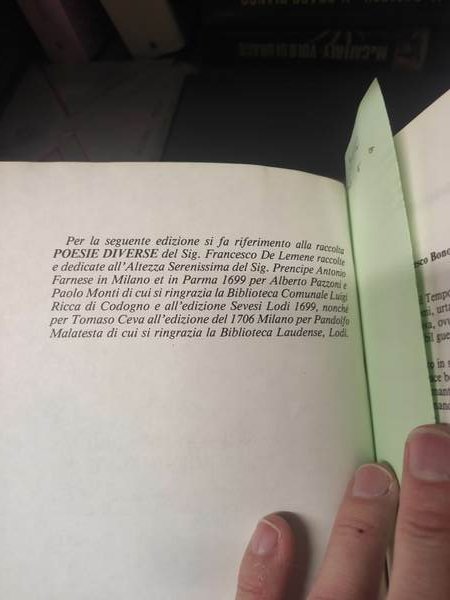 Per la seguente edizione si fa riferimento alla raccolta
POESIE DIVERSE del Sig. Francesco De Lemene raccolte
e dedicate all'Altezza Serenissima del Sig. Prencipe Antonio
Farnese in Milano et in Parma 1699 per Alberto Pazzoni e
Paolo Monti di cui si ringrazia la Biblioteca Comunale Luigi
Ricca di Codogno e all'edizione Sevesi Lodi 1699, nonché
per Tomaso Ceva all'edizione del 1706 Milano per Pandolfo
Malatesta di cui si ringrazia la Biblioteca Laudense, Lodi.